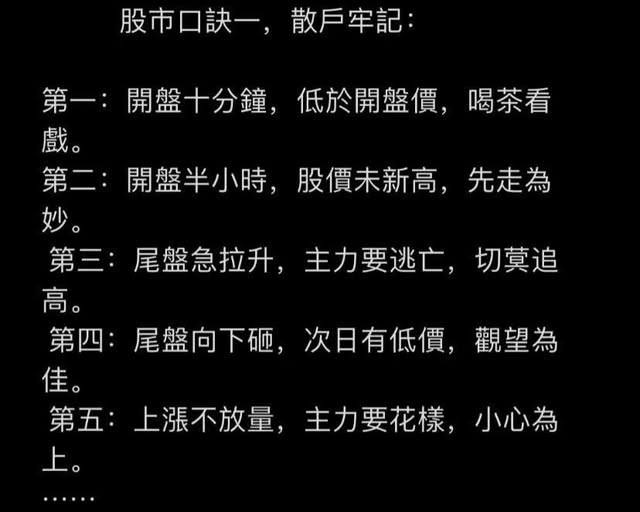 股市口訣一，散戶牢記：
第一：開盤十分鐘，低於開盤價，喝茶看
戲。
第二：開盤半小時，股價未新高，先走為
妙。
第三：尾盤急拉升，主力要逃亡，切蓂追
高。
第四：尾盤向下砸，次日有低價，觀望為
佳。
第五：上漲不放量，主力要花樣，小心為
上。
……